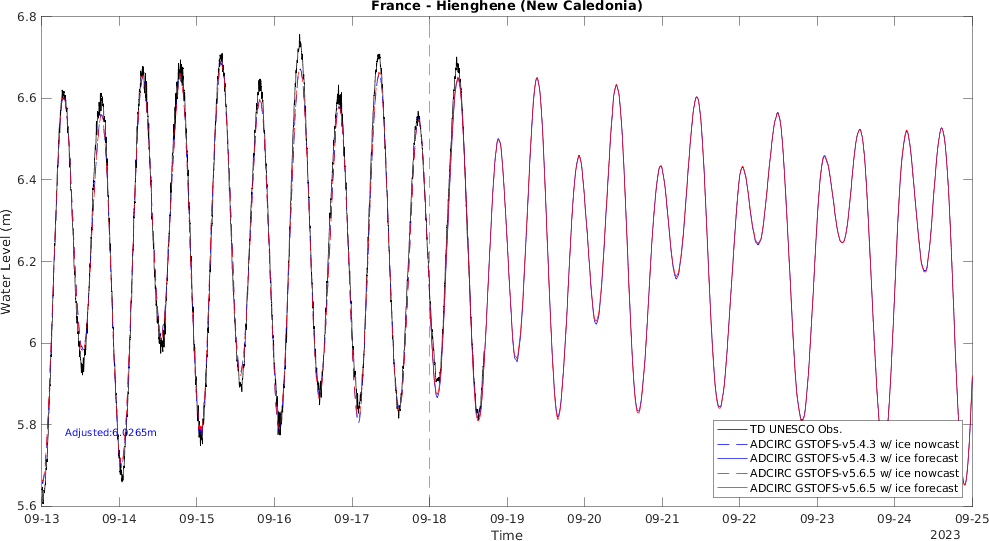 France - Hienghene (New Caledonia)
6.8
6.6
6.4
6.2
6
5.8
5.6
Water Level (m)
Adjusted:6.0265m
TD UNESCO Obs.
ADCIRC GSTOFS-v5.4.3 w/ ice nowcast
ADCIRC GSTOFS-v5.4.3 w/ ice forecast
ADCIRC GSTOFS-v5.6.5 w/ ice nowcast
ADCIRC GSTOFS-v5.6.5 w/ ice forecast
09-13 09-14 09-15 09-16 09-17 09-18 09-19 09-20 09-21 09-22 09-23 09-24 09-25
Time
2023